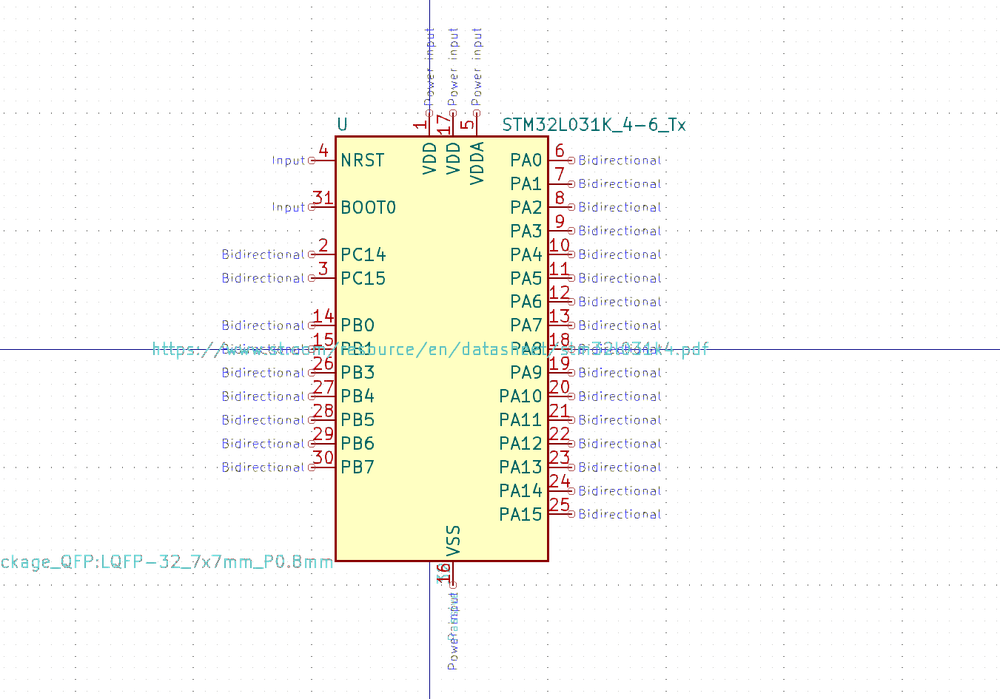 Power input Power input Power input
U 1 17 5 STM32L031K_4-6_Tx
VDD VDD VDDA
Input 4 NRST PA0 6 Bidirectional
PA1 7 Bidirectional
Input 31 BOOT0 PA2 8 Bidirectional
PA3 9 Bidirectional
Bidirectional 2 PC14 PA4 10 Bidirectional
Bidirectional 3 PC15 PA5 11 Bidirectional
PA6 12 Bidirectional
Bidirectional 14 PB0 PA7 13 Bidirectional
15 PB1 PA8 18
https://www.st.com/resource/en/datasheet/stm32l031k4.pdf
Bidirectional 26 PB3 PA9 19 Bidirectional
Bidirectional 27 PB4 PA10 20 Bidirectional
Bidirectional 28 PB5 PA11 21 Bidirectional
Bidirectional 29 PB6 PA12 22 Bidirectional
Bidirectional 30 PB7 PA13 23 Bidirectional
PA14 24 Bidirectional
PA15 25 Bidirectional
VSS
ckage_QFP:LQFP-32_7x7mm_P0.8mm
16
Power input